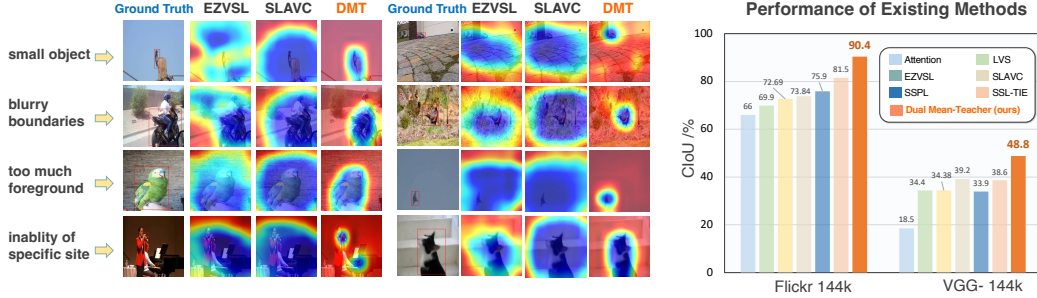 Ground Truth EZVSL SLAVC DMT Ground Truth EZVSL SLAVC DMT
small object
blurry
boundaries
too much
foreground
inablity of
specific site
Performance of Existing Methods
CIoU /%
100
80
60
40
20
0
Attention LVS
EZVSL SLAVC
SSPL SSL-TIE
Dual Mean-Teacher (ours)
66 69.9 72.69 73.84 75.9 81.5 90.4
18.5 34.4 34.38 39.2 33.9 38.6 48.8
Flickr 144k VGG- 144k